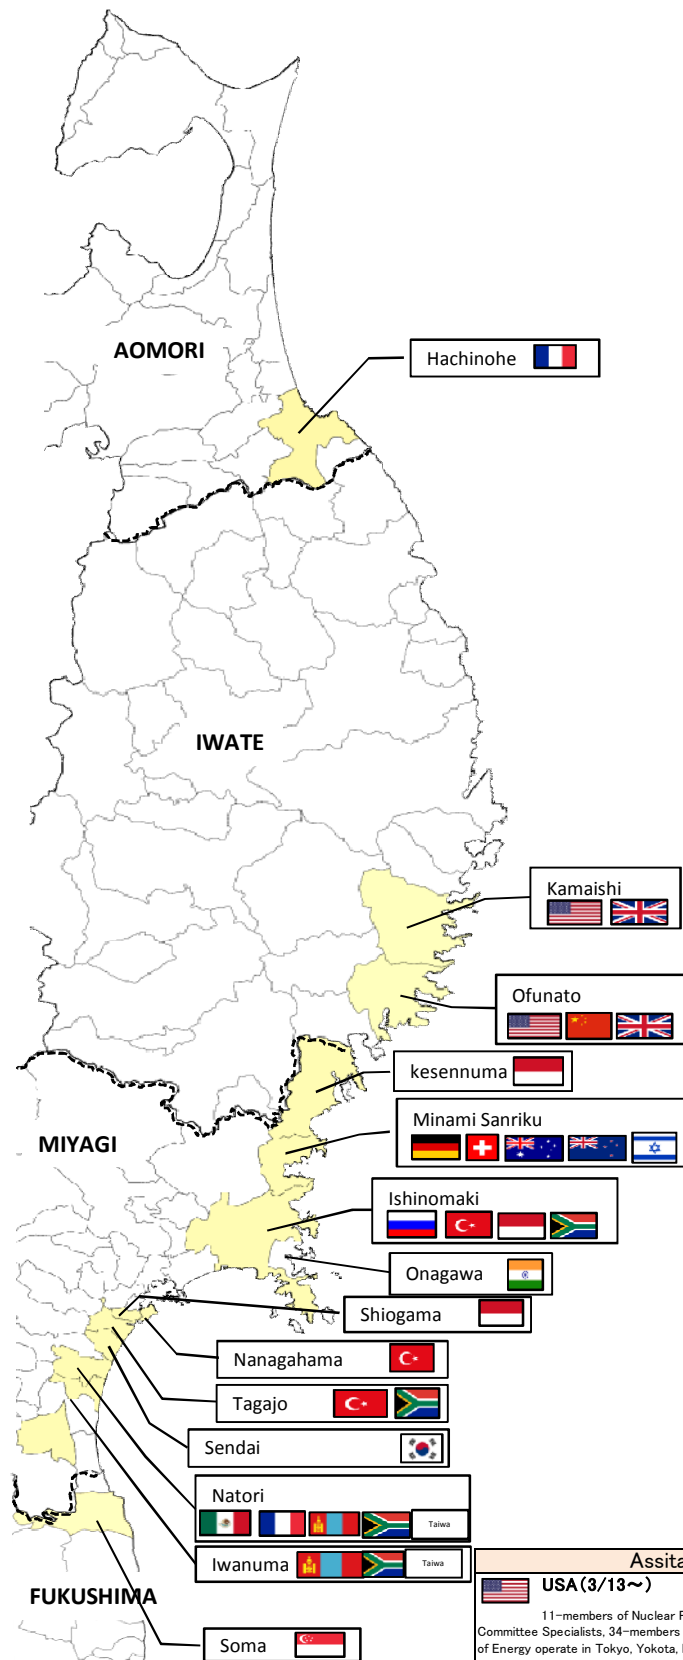 AOMORI
Hachinohe
IWATE
Kamaishi
Ofunato
kesennuma
MIYAGI
Minami Sanriku
Ishinomaki
Onagawa
Shiogama
Nanagahama
Tagajo
Sendai
Natori
Taiwa
Iwanuma
Taiwa
FUKUSHIMA
Soma
Assita
USA(3/13～)
11-members of Nuclear R
Committee Specialists, 34-members
of Energy operate in Tokyo, Yokota,